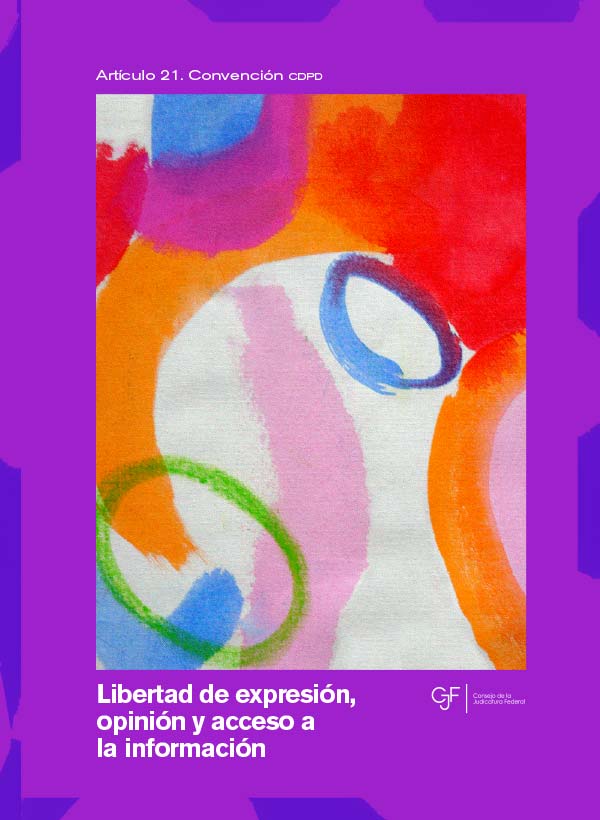 Artículo 21. Convención CDPD
Libertad de expresión,
opinión y acceso a
la información
CJF
Consejo de la
Judicatura Federal